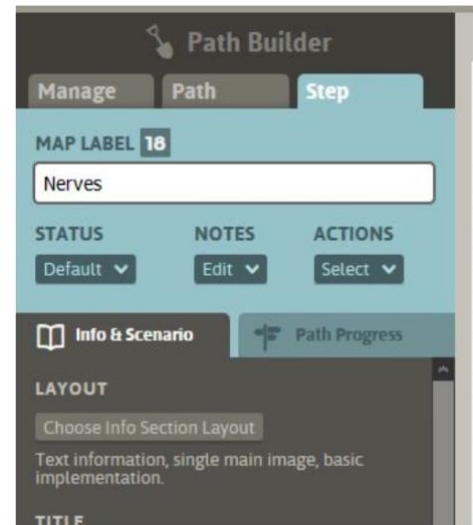 Path Builder
Manage Path Step
MAP LABEL 18
Nerves
STATUS NOTES ACTIONS
Default Edit Select
Info & Scenario Path Progress
LAYOUT
Choose Info Section Layout
Text information, single main image, basic
implementation.
TITLE